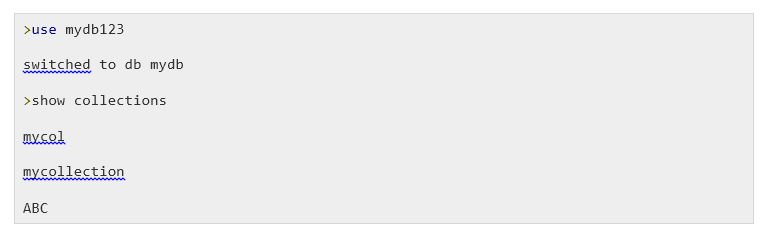 >use mydb123
switched to db mydb
>show collections
mycol
mycollection
ABC